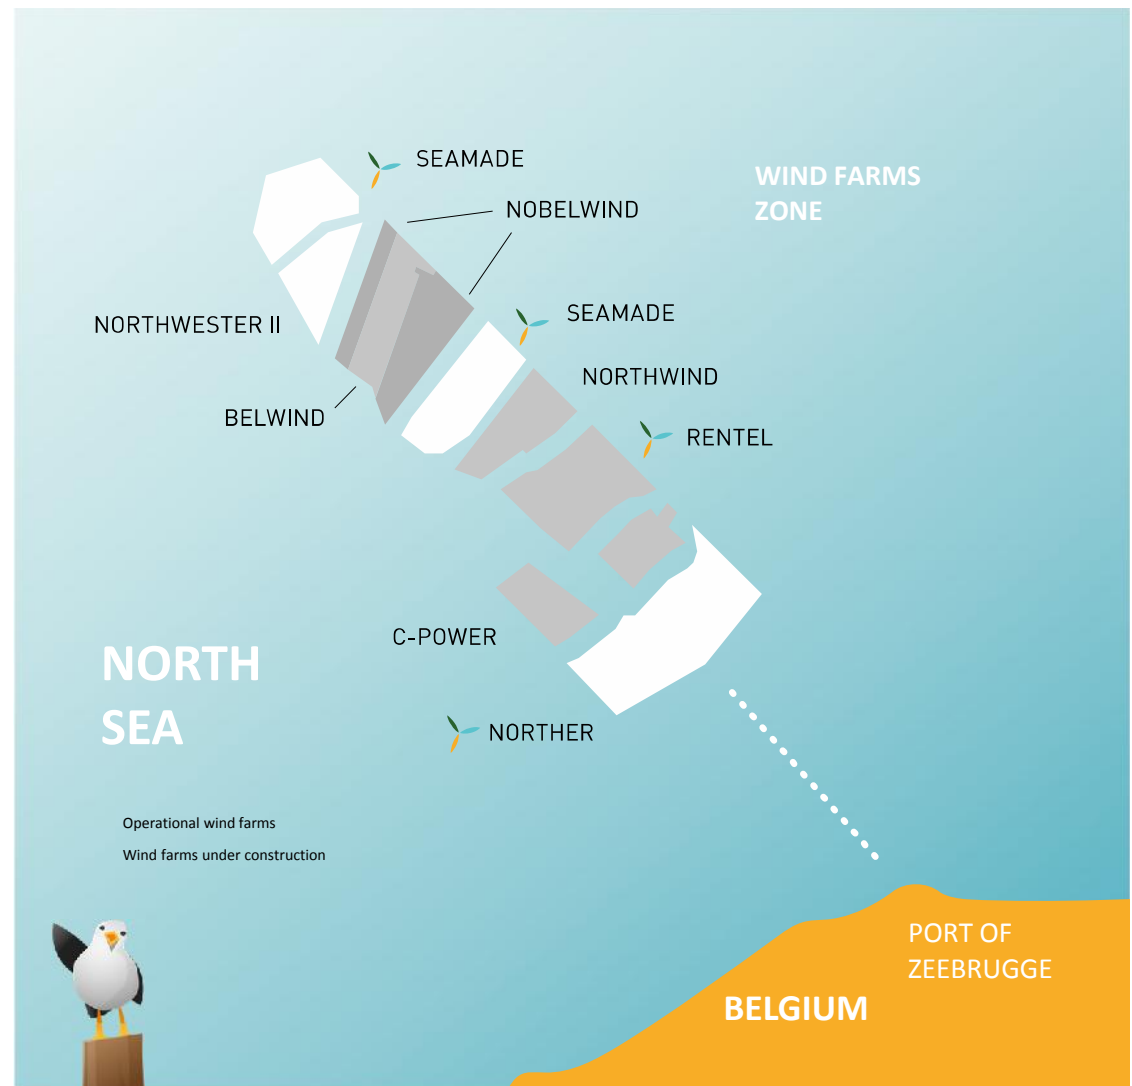 SEAMADE
WIND FARMS
ZONE
NOBELWIND
SEAMADE
NORTHWESTER II
NORTHWIND
BELWIND
RENTEL
C-POWER
NORTH
SEA
NORTHER
Operational wind farms
Wind farms under construction
PORT OF
ZEEBRUGGE
BELGIUM